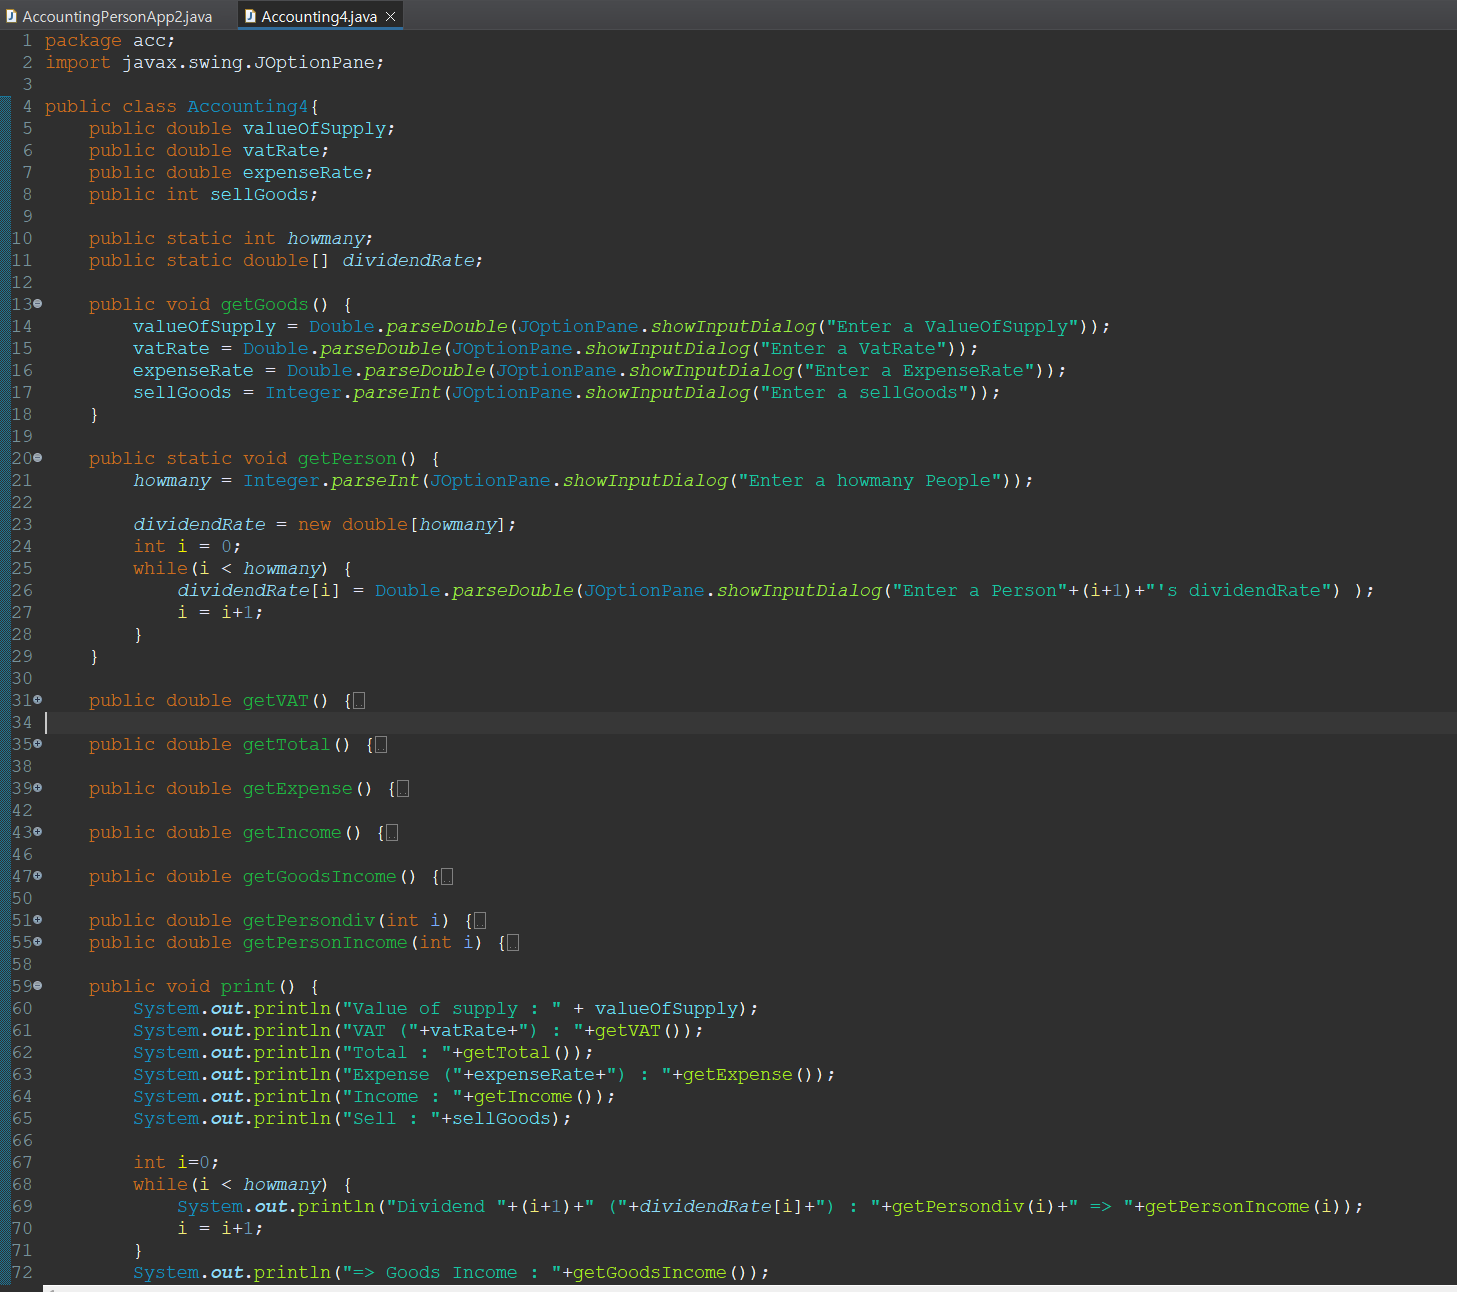 AccountingPersonApp2.java Accounting4.java
1 package acc;
2 import javax.swing.JOptionPane;
3
4 public class Accounting4{
5     public double valueOfSupply;
6     public double vatRate;
7     public double expenseRate;
8     public int sellGoods;
9
10     public static int howmany;
11     public static double[] dividendRate;
12
13     public void getGoods() {
14         valueOfSupply = Double.parseDouble(JOptionPane.showInputDialog("Enter a ValueOfSupply"));
15         vatRate = Double.parseDouble(JOptionPane.showInputDialog("Enter a VatRate"));
16         expenseRate = Double.parseDouble(JOptionPane.showInputDialog("Enter a ExpenseRate"));
17         sellGoods = Integer.parseInt(JOptionPane.showInputDialog("Enter a sellGoods"));
18     }
19
20     public static void getPerson() {
21         howmany = Integer.parseInt(JOptionPane.showInputDialog("Enter a howmany People"));
22
23         dividendRate = new double[howmany];
24         int i = 0;
25         while(i < howmany) {
26             dividendRate[i] = Double.parseDouble(JOptionPane.showInputDialog("Enter a Person"+(i+1)+"'s dividendRate") );
27             i = i+1;
28         }
29     }
30
31     public double getVAT() {
34
35     public double getTotal() {
38
39     public double getExpense() {
42
43     public double getIncome() {
46
47     public double getGoodsIncome() {
50
51     public double getPersondiv(int i) {
55     public double getPersonIncome(int i) {
58
59     public void print() {
60         System.out.println("Value of supply : " + valueOfSupply);
61         System.out.println("VAT ("+vatRate+") : "+getVAT());
62         System.out.println("Total : "+getTotal());
63         System.out.println("Expense ("+expenseRate+") : "+getExpense());
64         System.out.println("Income : "+getIncome());
65         System.out.println("Sell : "+sellGoods);
66
67         int i=0;
68         while(i < howmany) {
69             System.out.println("Dividend "+(i+1)+" ("+dividendRate[i]+") : "+getPersondiv(i)+" => "+getPersonIncome(i));
70             i = i+1;
71         }
72         System.out.println("=> Goods Income : "+getGoodsIncome());